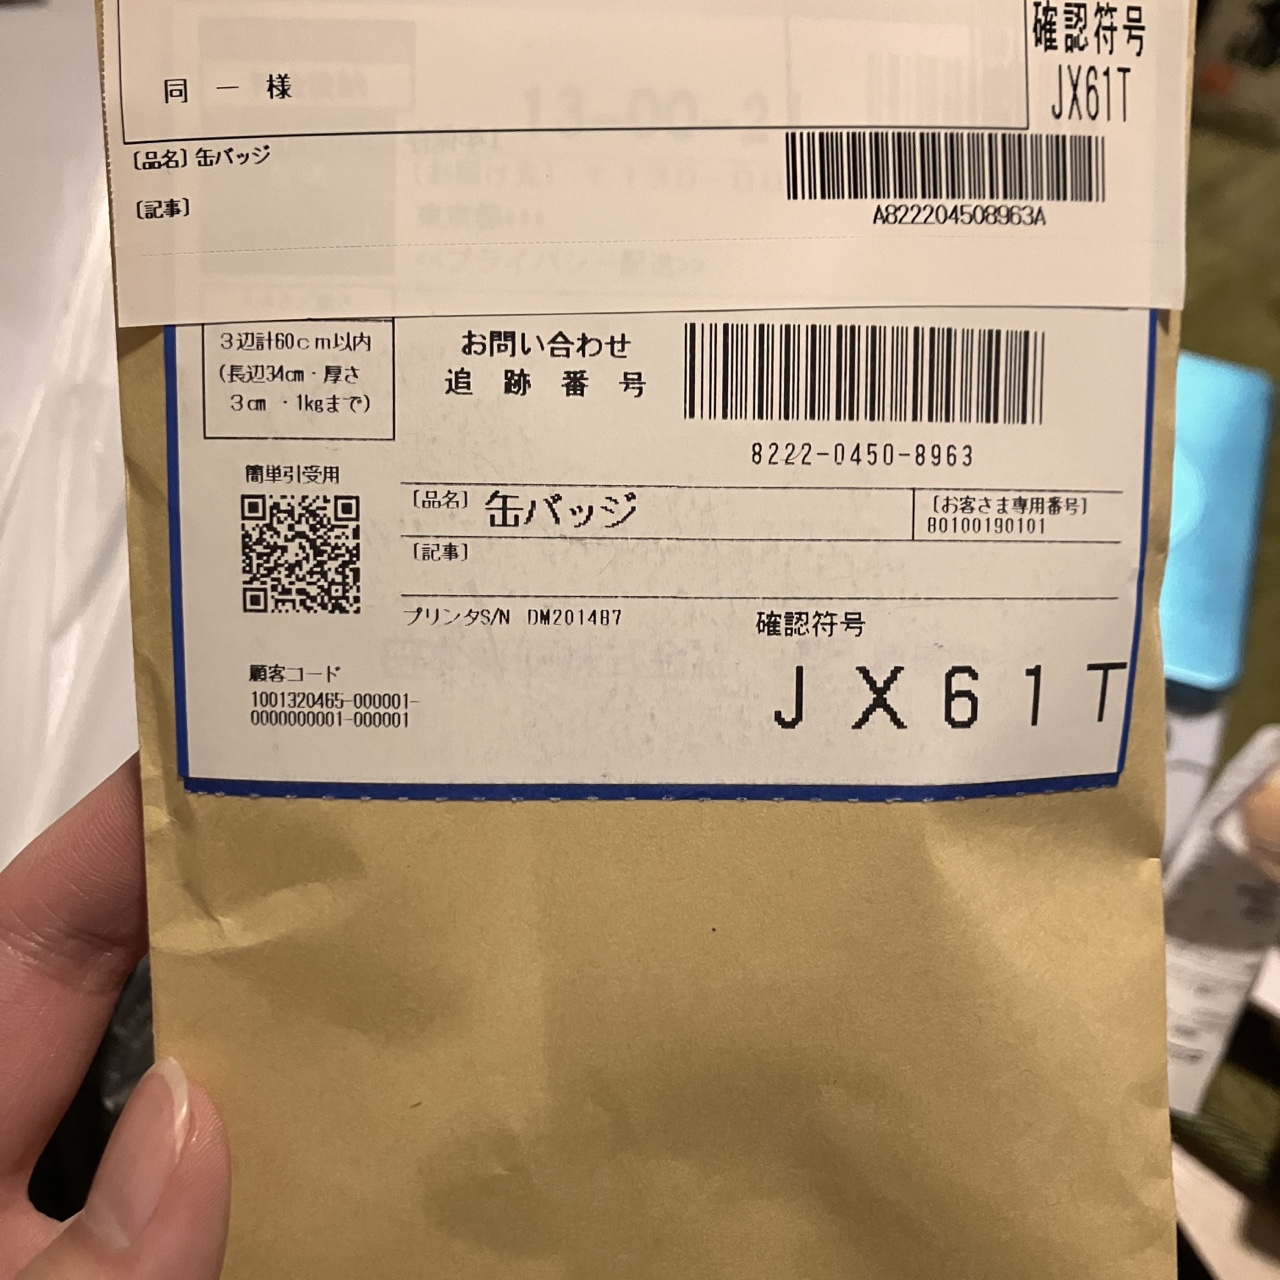 確認符号
JX61T
同一様
〔品名〕缶バッジ
〔記事〕
A822204508963A
3辺計60cm以内
(長辺34cm・厚さ
3cm ・1kgまで)
お問い合わせ
追跡番号
8222-0450-8963
簡単引受用
〔品名〕缶バッジ
〔お客さま専用番号〕
80100190101
〔記事〕
プリンタS/N DM201487
確認符号
JX61T
顧客コード
1001320465-000001-
0000000001-000001